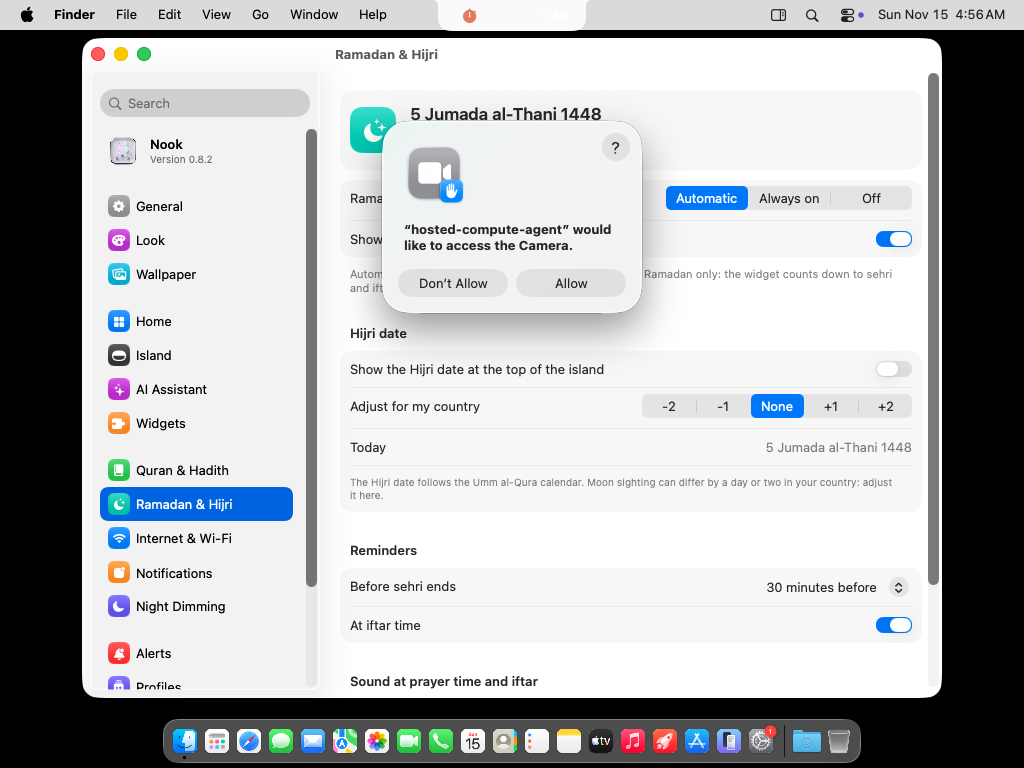 Finder File Edit View Go Window Help Sun Nov 15 4:56 AM
Ramadan & Hijri
Search
Nook
Version 0.8.2
General
Look
Wallpaper
Home
Island
AI Assistant
Widgets
Quran & Hadith
Ramadan & Hijri
Internet & Wi-Fi
Notifications
Night Dimming
Alerts
Profiles
5 Jumada al-Thani 1448
Automatic Always on Off
Show
Ramadan only: the widget counts down to sehri
?
"hosted-compute-agent" would
like to access the Camera.
Don't Allow Allow
Hijri date
Show the Hijri date at the top of the island
Adjust for my country -2 -1 None +1 +2
Today 5 Jumada al-Thani 1448
The Hijri date follows the Umm al-Qura calendar. Moon sighting can differ by a day or two in your country: adjust
it here.
Reminders
Before sehri ends 30 minutes before
At iftar time
Sound at prayer time and iftar
NOV
15
tv
1